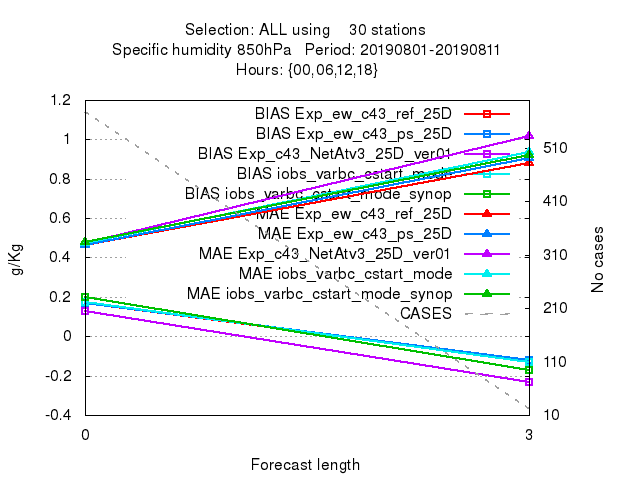 Selection: ALL using 30 stations
Specific humidity 850hPa Period: 20190801-20190811
Hours: {00,06,12,18}
1.2
1
0.8
0.6
0.4
0.2
0
-0.2
-0.4
g/Kg
BIAS Exp_ew_c43_ref_25D
BIAS Exp_ew_c43_ps_25D
BIAS Exp_c43_NetAtv3_25D_ver01
BIAS iobs_varbc_cstart_mode
BIAS iobs_varbc_cstart_mode_synop
MAE Exp_ew_c43_ref_25D
MAE Exp_ew_c43_ps_25D
MAE Exp_c43_NetAtv3_25D_ver01
MAE iobs_varbc_cstart_mode
MAE iobs_varbc_cstart_mode_synop
CASES
510
410
310
210
110
10
No cases
0 3
Forecast length